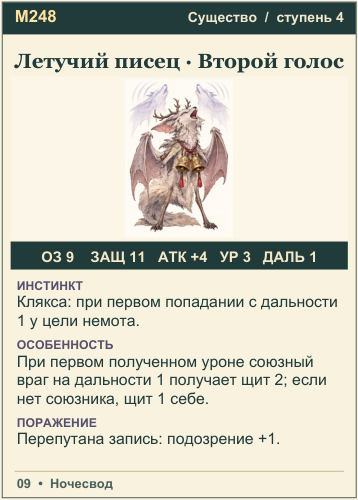 М248
Существо / ступень 4
Летучий писец · Второй голос
ОЗ 9 ЗАЩ 11 АТК +4 УР 3 ДАЛЬ 1
ИНСТИНКТ
Клякса: при первом попадании с дальности
1 у цели немота.
ОСОБЕННОСТЬ
При первом полученном уроне союзный
враг на дальности 1 получает щит 2; если
нет союзника, щит 1 себе.
ПОРАЖЕНИЕ
Перепутана запись: подозрение +1.
09 • Ночесвод